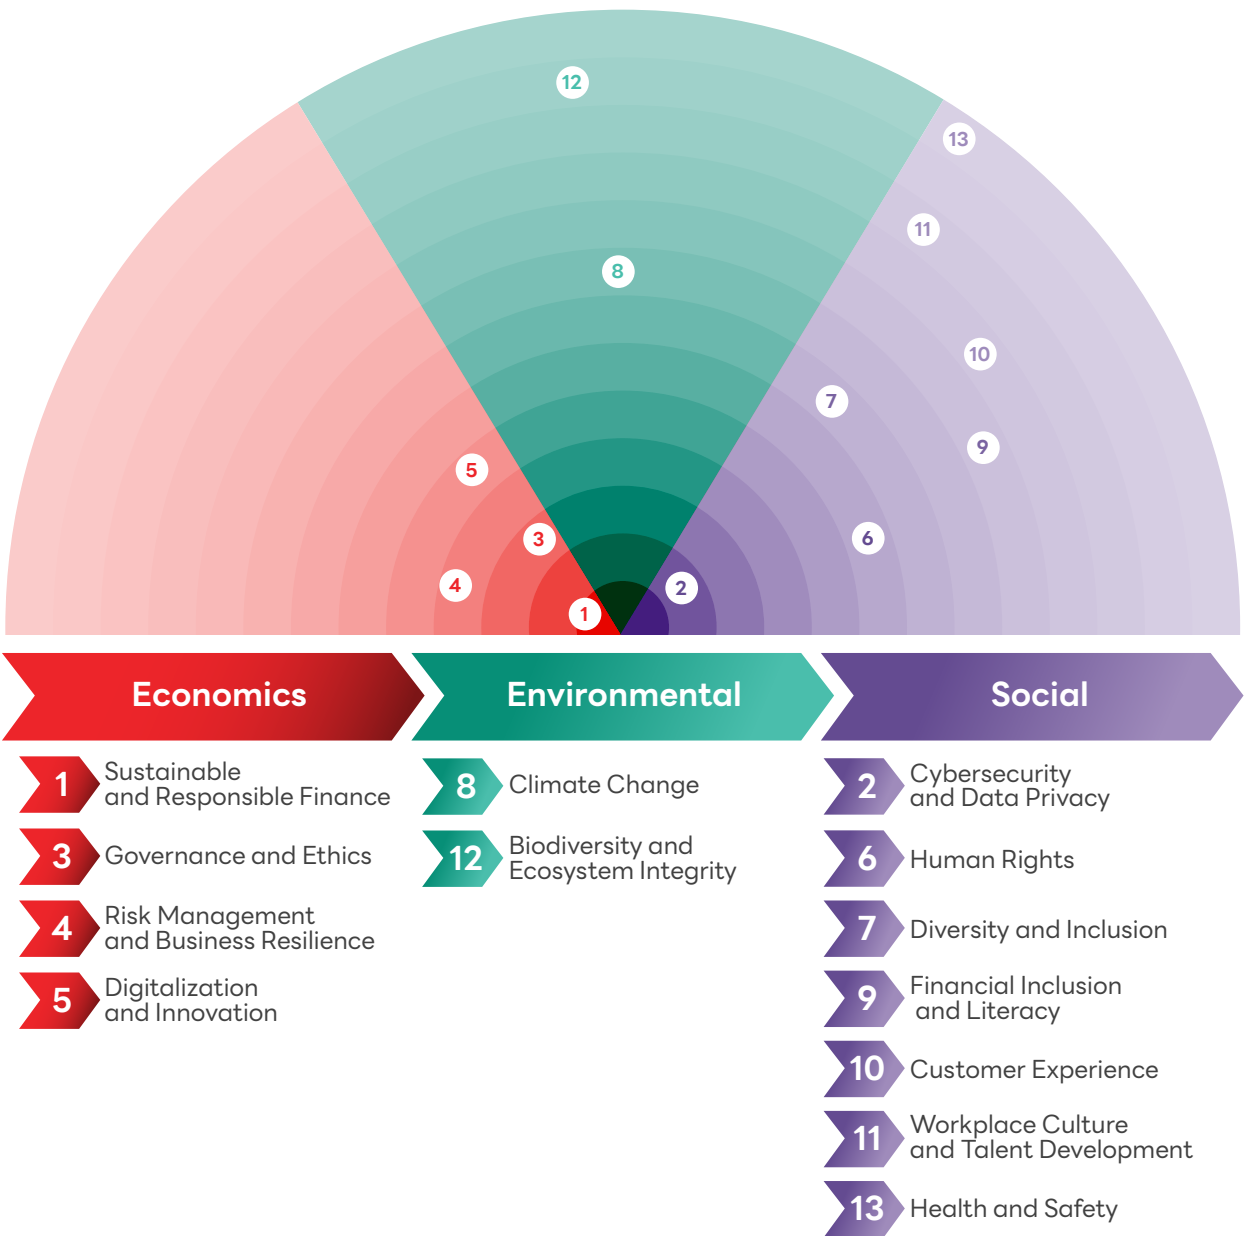 12
13
11
8
10
7
9
5
3
6
4
2
1
Economics
Environmental
Social
1
Sustainable
and Responsible Finance
3
Governance and Ethics
4
Risk Management
and Business Resilience
5
Digitalization
and Innovation
8
Climate Change
12
Biodiversity and
Ecosystem Integrity
2
Cybersecurity
and Data Privacy
6
Human Rights
7
Diversity and Inclusion
9
Financial Inclusion
and Literacy
10
Customer Experience
11
Workplace Culture
and Talent Development
13
Health and Safety